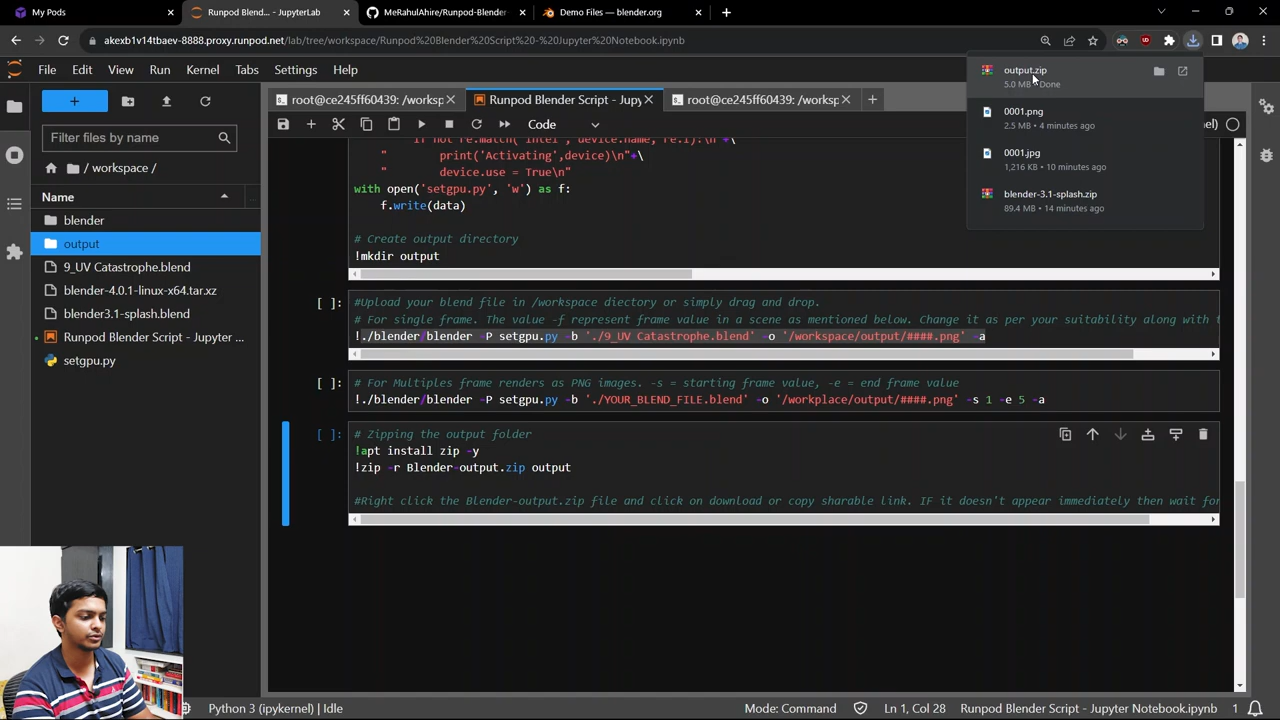 My Pods
Runpod Blend... - JupyterLab
MeRahulAhire/Runpod-Blender
Demo Files — blender.org
akexb1v14tbaev-8888.proxy.runpod.net/lab/tree/workspace/Runpod%20Blender%20Script%20-%20Jupyter%20Notebook.ipynb
output.zip
5.0 MB • Done
0001.png
2.5 MB • 4 minutes ago
0001.jpg
1,216 KB • 10 minutes ago
blender-3.1-splash.zip
89.4 MB • 14 minutes ago
File Edit View Run Kernel Tabs Settings Help
root@ce245ff60439: /worksp
Runpod Blender Script - Jupy
root@ce245ff60439: /worksp
Code
Filter files by name
/ workspace /
Name
blender
output
9_UV Catastrophe.blend
blender-4.0.1-linux-x64.tar.xz
blender3.1-splash.blend
Runpod Blender Script - Jupyter ...
setgpu.py
if not re.match('intel', device.name, re.I):\n"+\
" print('Activating',device)\n"+\
" device.use = True\n"
with open('setgpu.py', 'w') as f:
f.write(data)
# Create output directory
!mkdir output
[ ]:
#Upload your blend file in /workspace diectory or simply drag and drop.
# For single frame. The value -f represent frame value in a scene as mentioned below. Change it as per your suitability along with t
!./blender/blender -P setgpu.py -b './9_UV Catastrophe.blend' -o '/workspace/output/####.png' -a
[ ]:
# For Multiples frame renders as PNG images. -s = starting frame value, -e = end frame value
!./blender/blender -P setgpu.py -b './YOUR_BLEND_FILE.blend' -o '/workplace/output/####.png' -s 1 -e 5 -a
[ ]:
# Zipping the output folder
!apt install zip -y
!zip -r Blender-output.zip output
#Right click the Blender-output.zip file and click on download or copy sharable link. IF it doesn't appear immediately then wait for
Python 3 (ipykernel) | Idle
Mode: Command
Ln 1, Col 28
Runpod Blender Script - Jupyter Notebook.ipynb
1